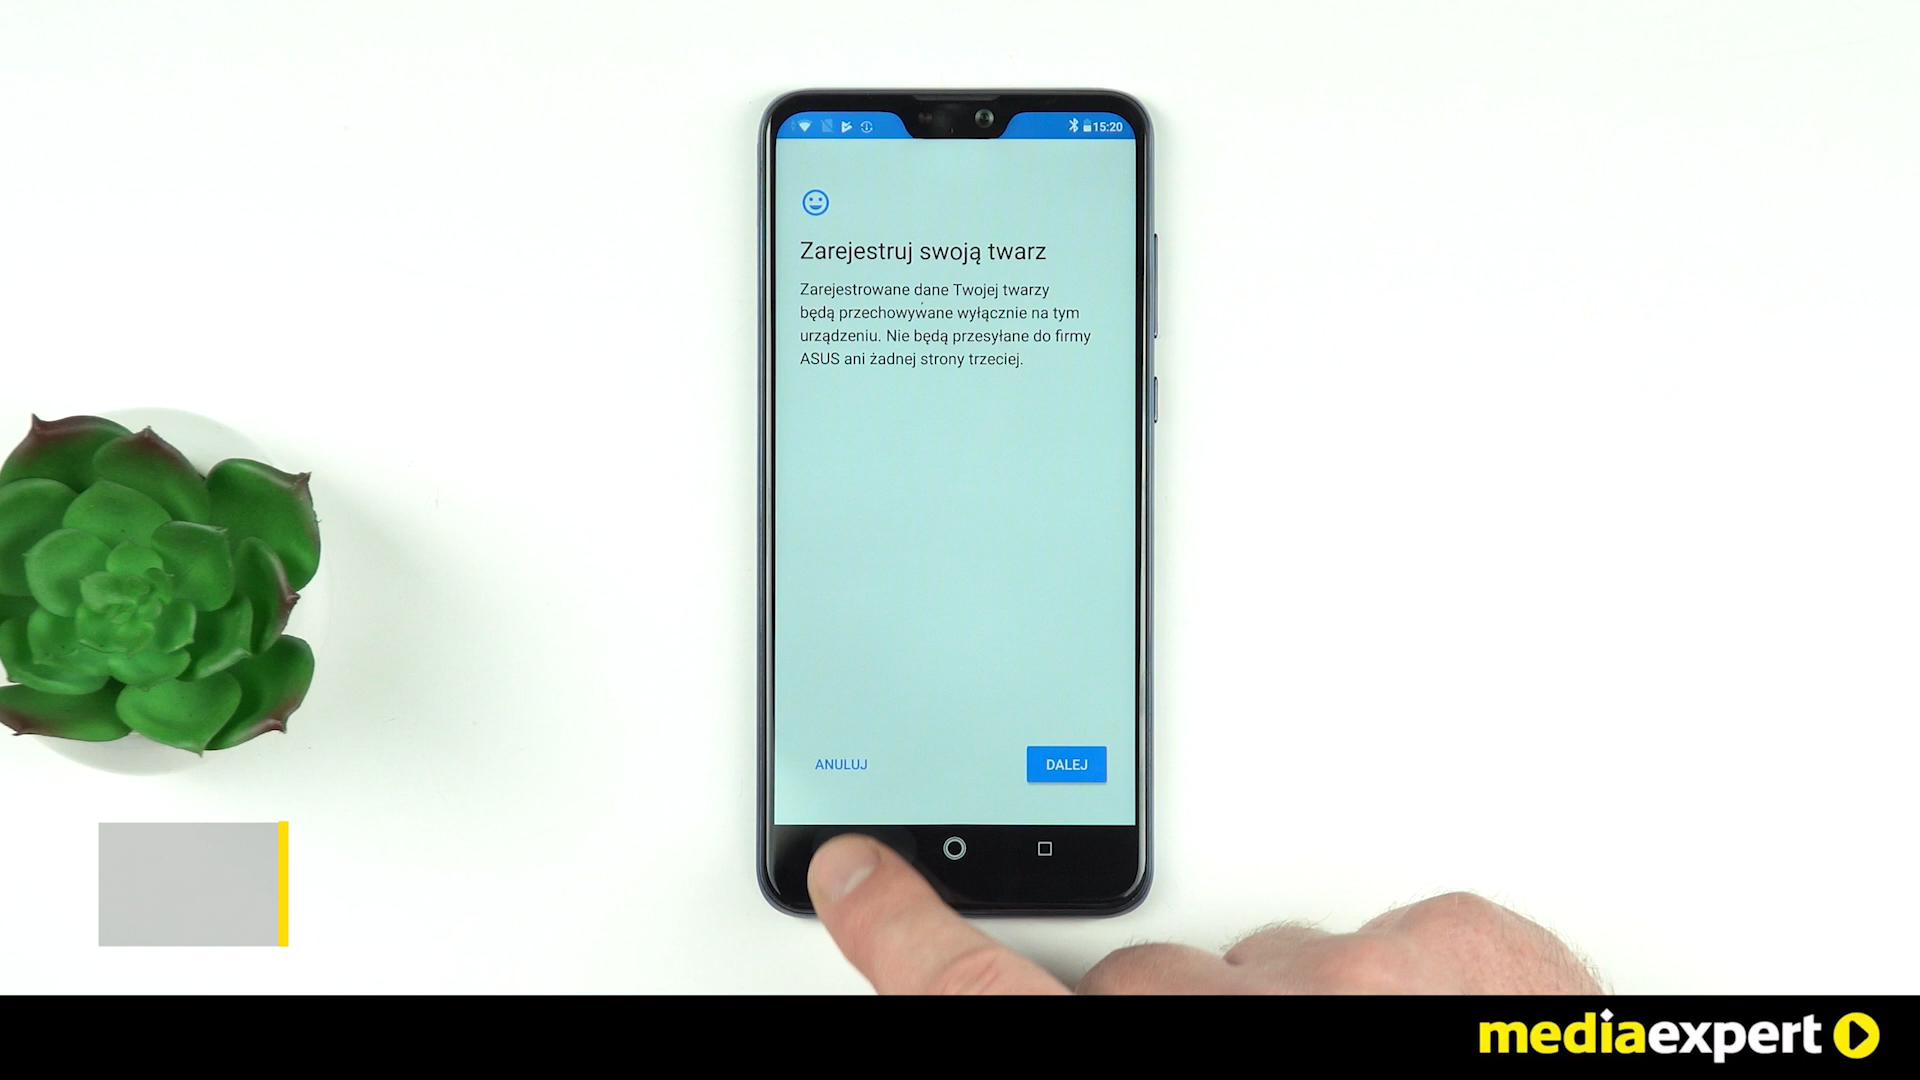 15:20
Zarejestruj swoją twarz
Zarejestrowane dane Twojej twarzy
będą przechowywane wyłącznie na tym
urządzeniu. Nie będą przesyłane do firmy
ASUS ani żadnej strony trzeciej.
ANULUJ
DALEJ
mediaexpert